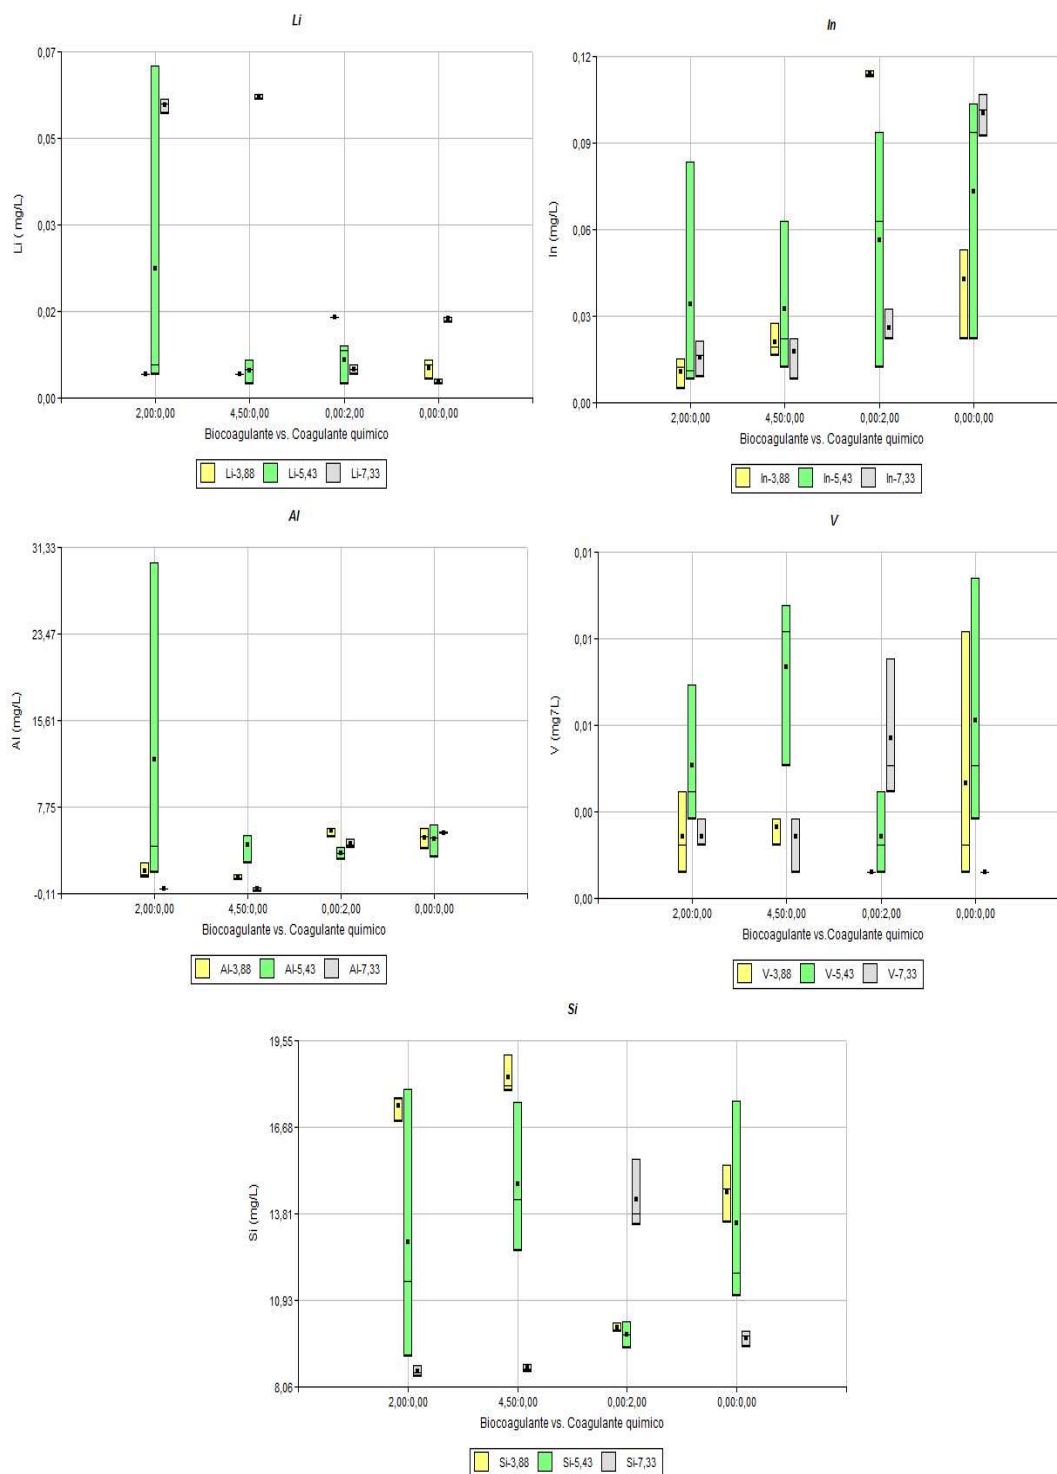 Li
0,07
0,05
0,03
0,02
0,00
Li ( mg/L)
2,00:0,00 4,50:0,00 0,00:2,00 0,00:0,00
Biocoagulante vs. Coagulante quimico
Li-3,88 Li-5,43 Li-7,33
In
0,12
0,09
0,06
0,03
0,00
In (mg/L)
2,00:0,00 4,50:0,00 0,00:2,00 0,00:0,00
Biocoagulante vs. Coagulante quimico
In-3,88 In-5,43 In-7,33
Al
31,33
23,47
15,61
7,75
-0,11
Al (mg/L)
2,00:0,00 4,50:0,00 0,00:2,00 0,00:0,00
Biocoagulante vs. Coagulante quimico
Al-3,88 Al-5,43 Al-7,33
V
0,01
0,01
0,01
0,00
0,00
V (mg7L)
2,00:0,00 4,50:0,00 0,00:2,00 0,00:0,00
Biocoagulante vs.Coagulante quimico
V-3,88 V-5,43 V-7,33
Si
19,55
16,68
13,81
10,93
8,06
Si (mg/L)
2,00:0,00 4,50:0,00 0,00:2,00 0,00:0,00
Biocoagulante vs. Coagulante quimico
Si-3,88 Si-5,43 Si-7,33